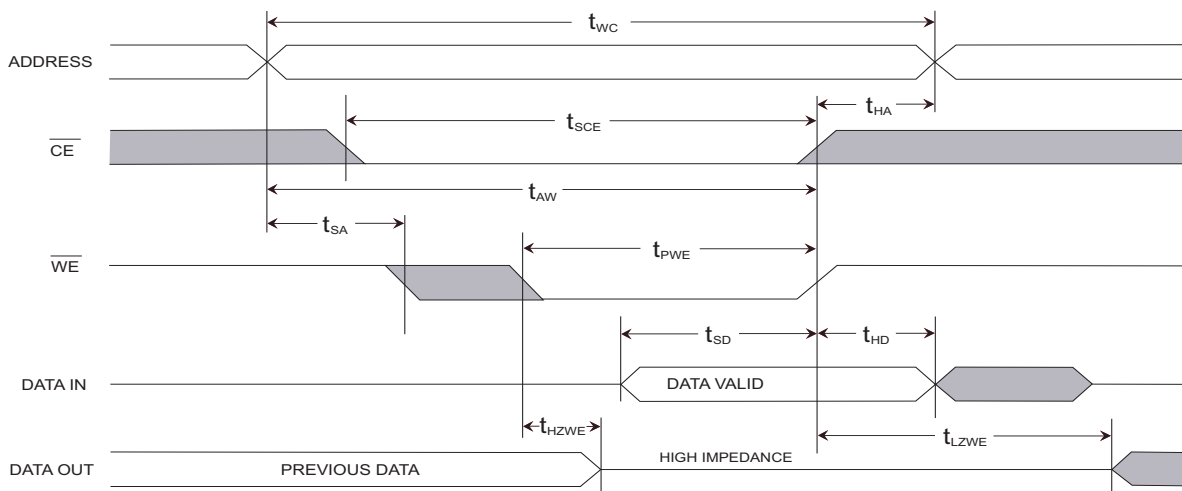 tWC
ADDRESS
tHA
tSCE
CE
tAW
tSA
tPWE
WE
tSD
tHD
DATA IN
DATA VALID
tHZWE
tLZWE
DATA OUT
PREVIOUS DATA
HIGH IMPEDANCE